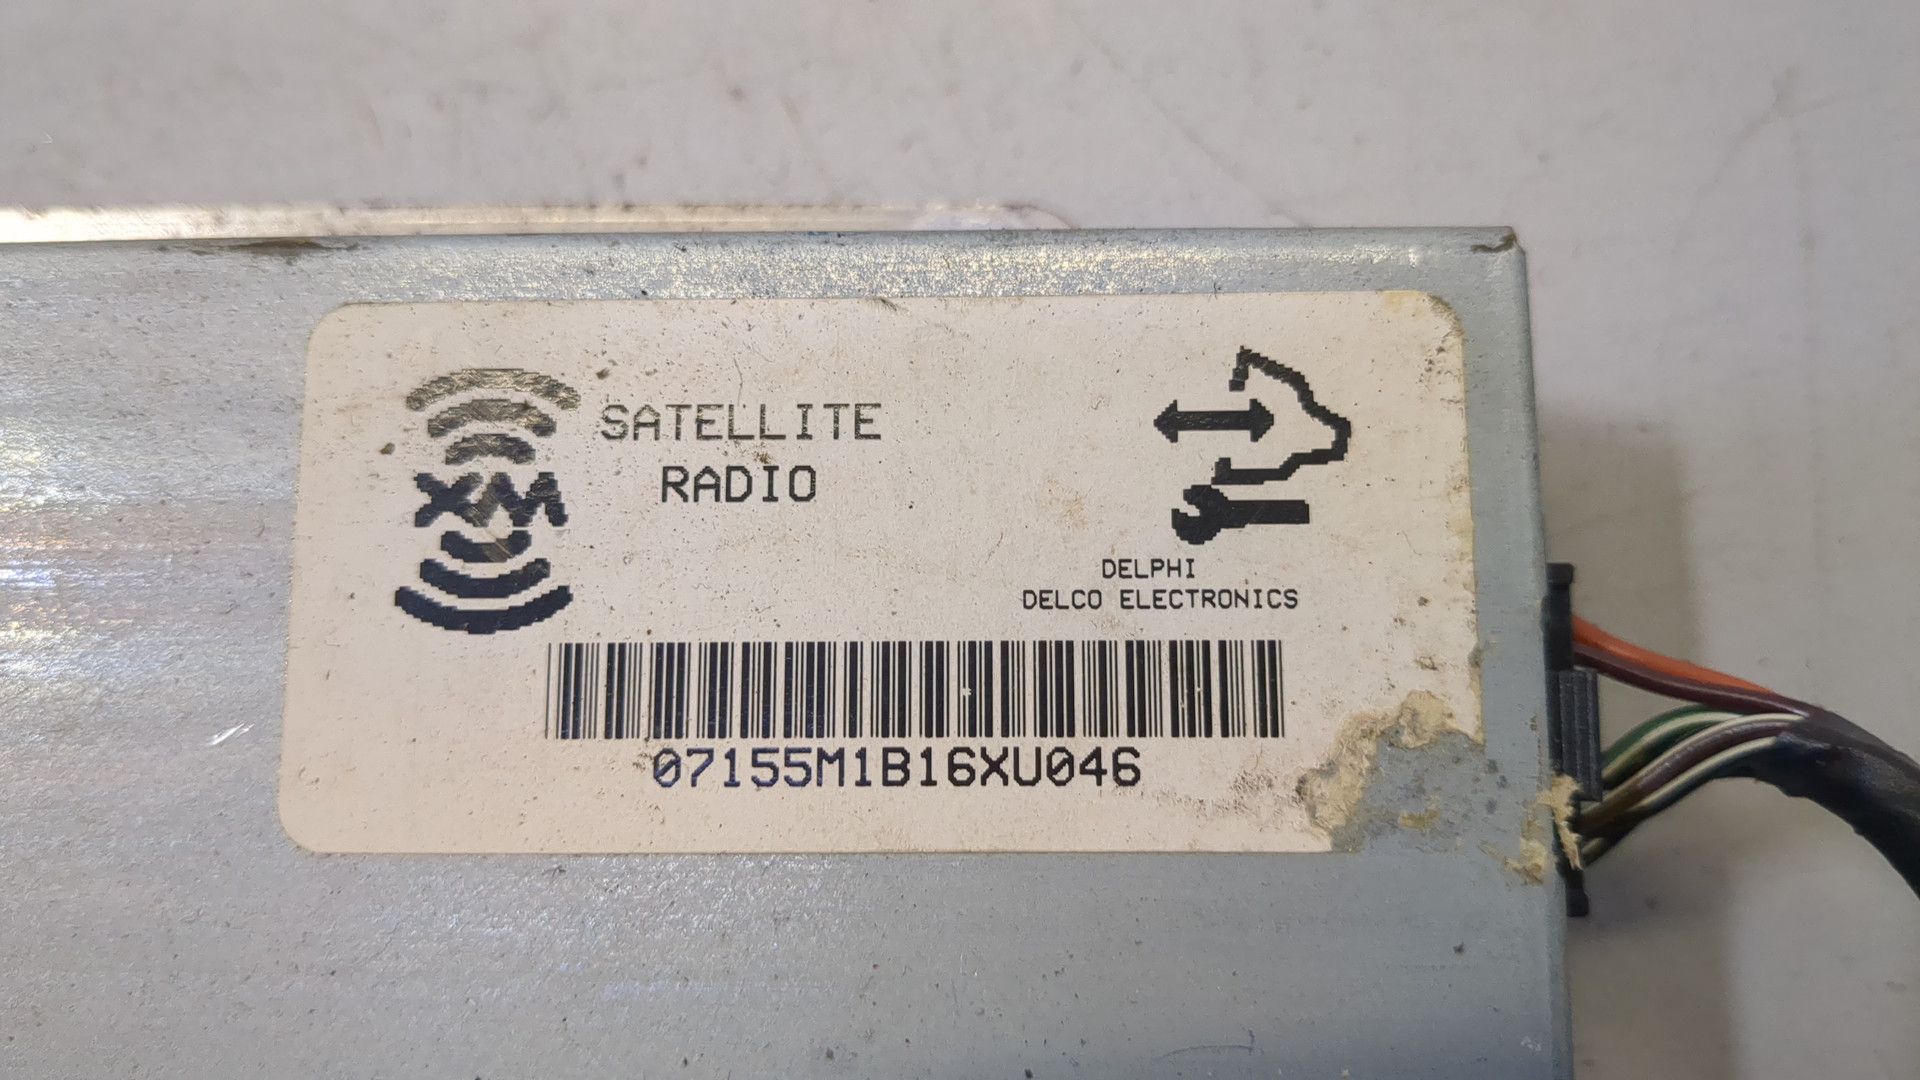 XM
SATELLITE
RADIO
DELPHI
DELCO ELECTRONICS
07155M1B16XU046